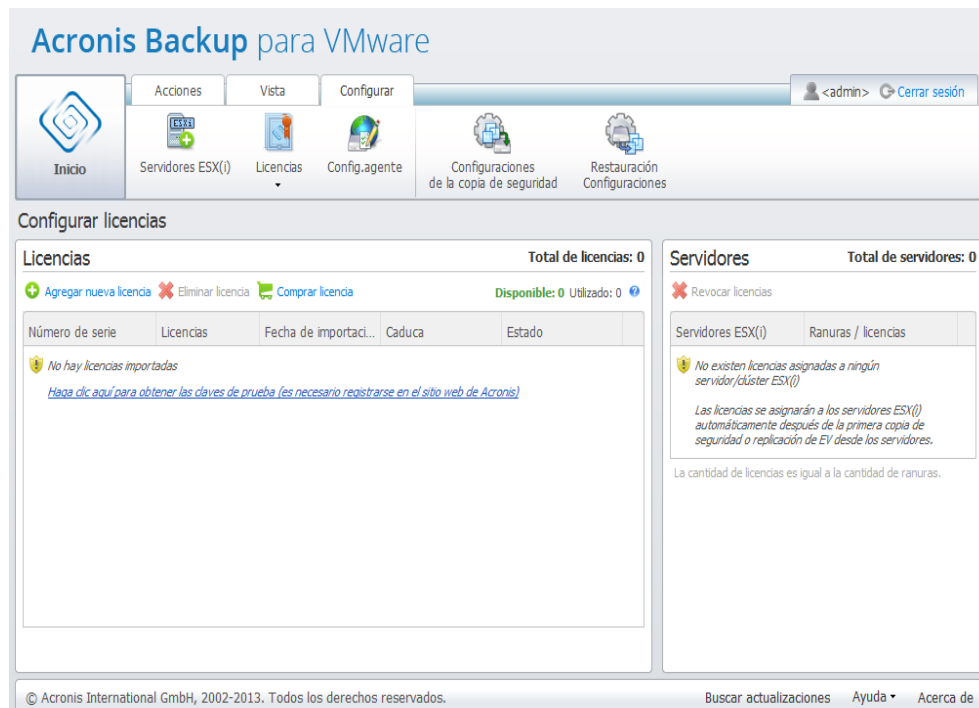 Acronis Backup para VMware
Acciones
Vista
Configurar
<admin>
Cerrar sesión
Inicio
Servidores ESX(i)
Licencias
Config.agente
Configuraciones
de la copia de seguridad
Restauración
Configuraciones
Configurar licencias
Licencias
Total de licencias: 0
Agregar nueva licencia
Eliminar licencia
Comprar licencia
Disponible: 0 Utilizado: 0
Número de serie
Licencias
Fecha de importaci...
Caduca
Estado
No hay licencias importadas
Haga clic aquí para obtener las claves de prueba (es necesario registrarse en el sitio web de Acronis)
Servidores
Total de servidores: 0
Revocar licencias
Servidores ESX(i)
Ranuras / licencias
No existen licencias asignadas a ningún
servidor/clúster ESX(i)
Las licencias se asignarán a los servidores ESX(i)
automáticamente después de la primera copia de
seguridad o replicación de EV desde los servidores.
La cantidad de licencias es igual a la cantidad de ranuras.
© Acronis International GmbH, 2002-2013. Todos los derechos reservados.
Buscar actualizaciones
Ayuda
Acerca de